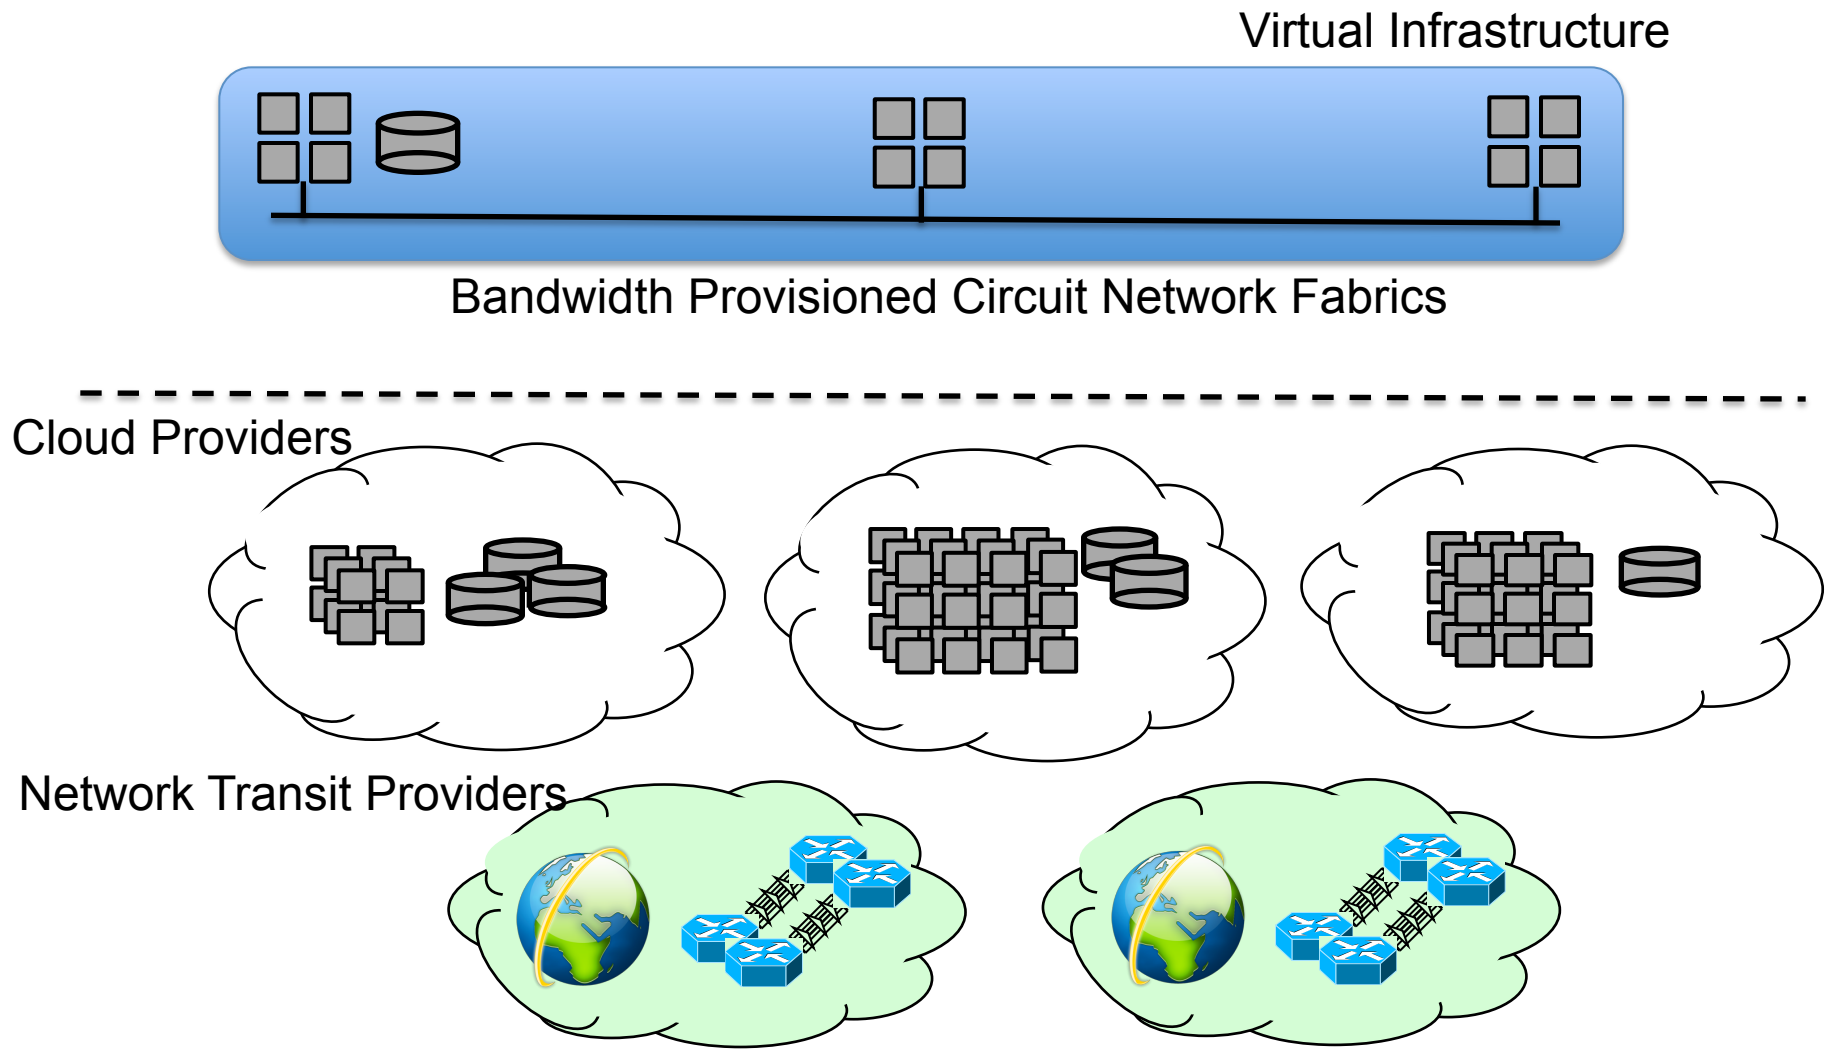 Virtual Infrastructure
Bandwidth Provisioned Circuit Network Fabrics
Cloud Providers
Network Transit Providers